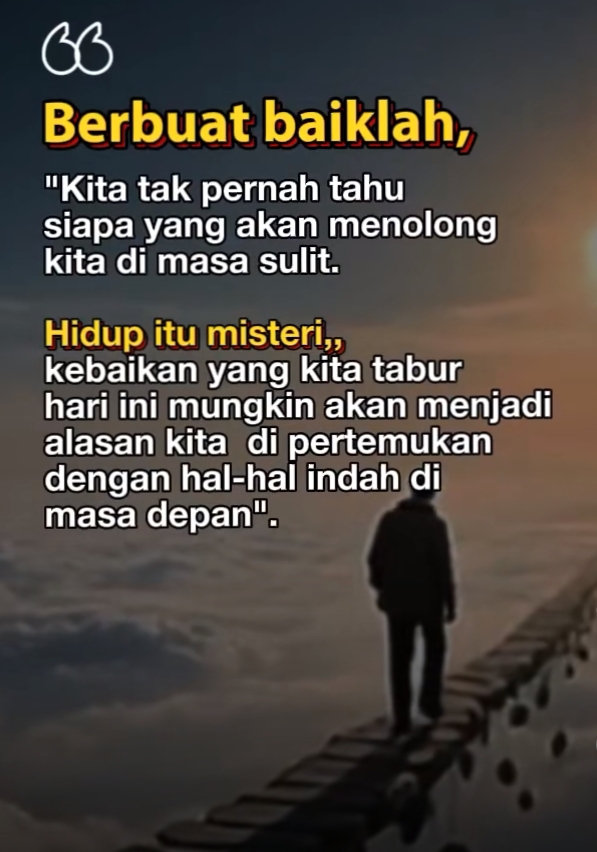 Berbuat baiklah,
"Kita tak pernah tahu
siapa yang akan menolong
kita di masa sulit.
Hidup itu misteri,,
kebaikan yang kita tabur
hari ini mungkin akan menjadi
alasan kita  di pertemukan
dengan hal-hal indah di
masa depan".